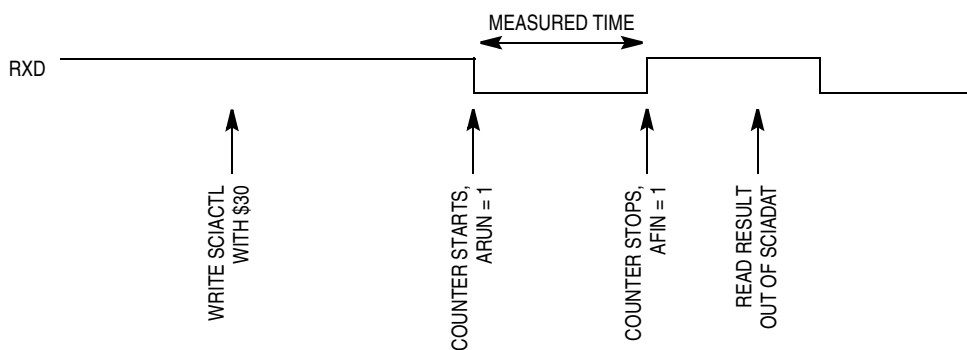 MEASURED TIME
RXD
WRITE SCIACTL
WITH $30
COUNTER STARTS,
ARUN = 1
COUNTER STOPS,
AFIN = 1
READ RESULT
OUT OF SCIADAT